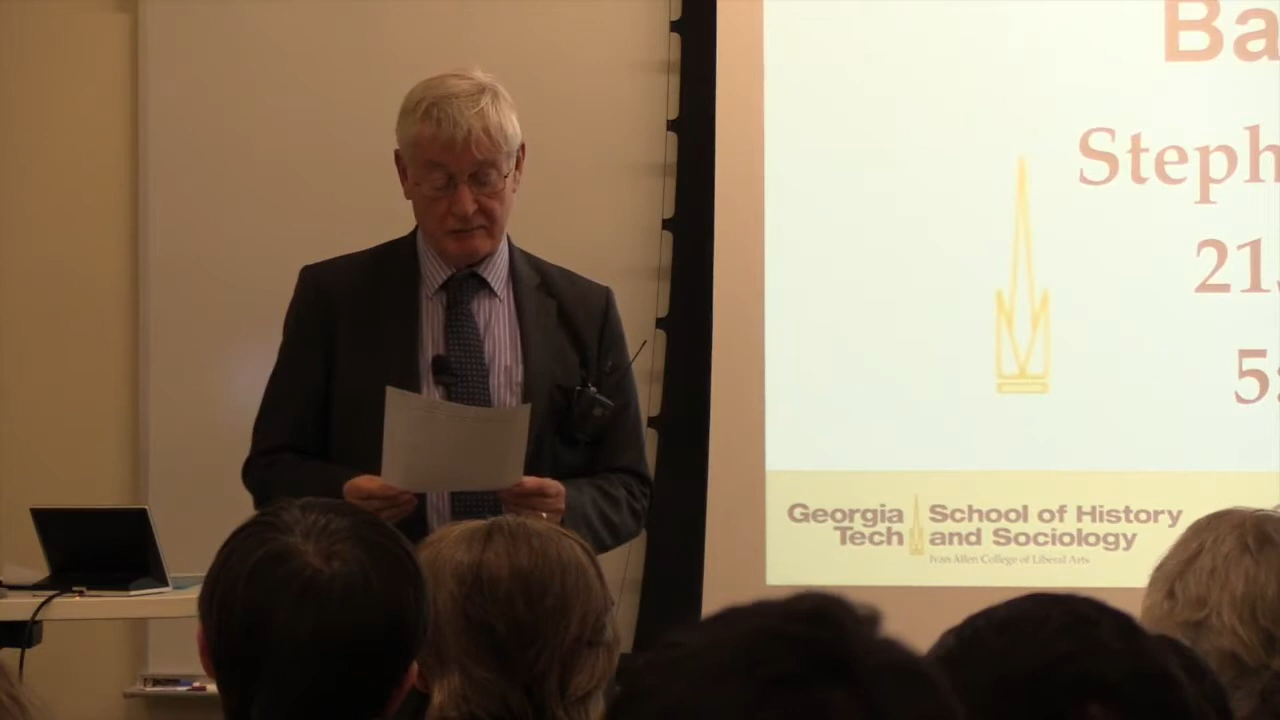 Ba
Steph
21
5:
Georgia Tech
School of History and Sociology
Ivan Allen College of Liberal Arts